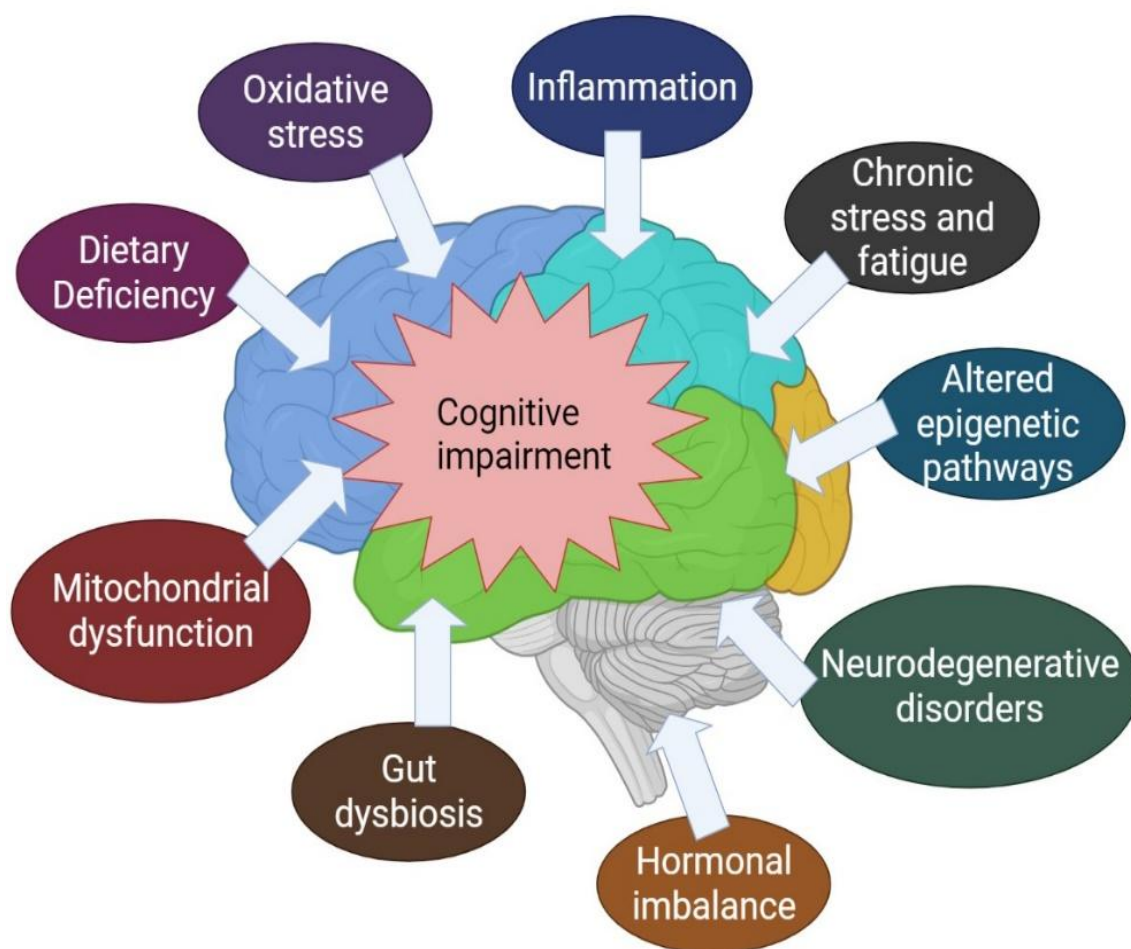 Oxidative
stress
Inflammation
Chronic
stress and
fatigue
Dietary
Deficiency
Altered
epigenetic
pathways
Cognitive
impairment
Mitochondrial
dysfunction
Neurodegenerative
disorders
Gut
dysbiosis
Hormonal
imbalance